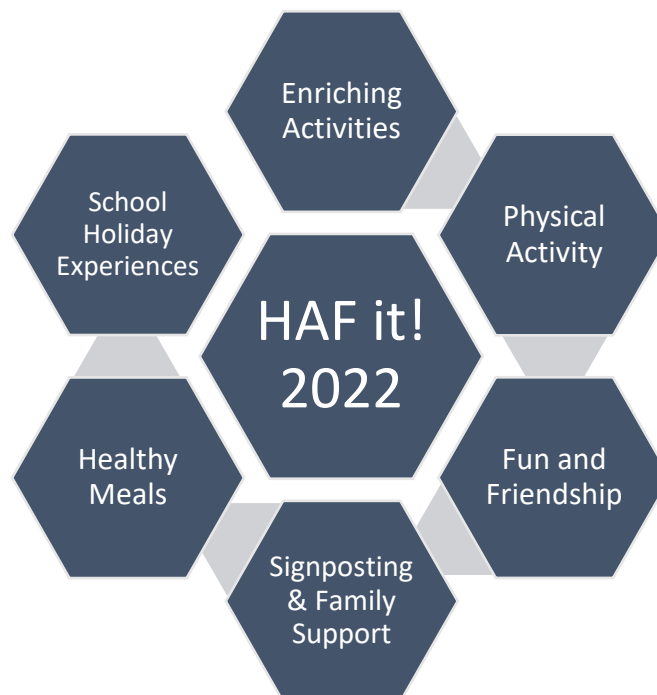 Enriching
Activities
School
Holiday
Experiences
Physical
Activity
HAF it!
2022
Healthy
Meals
Fun and
Friendship
Signposting
& Family
Support